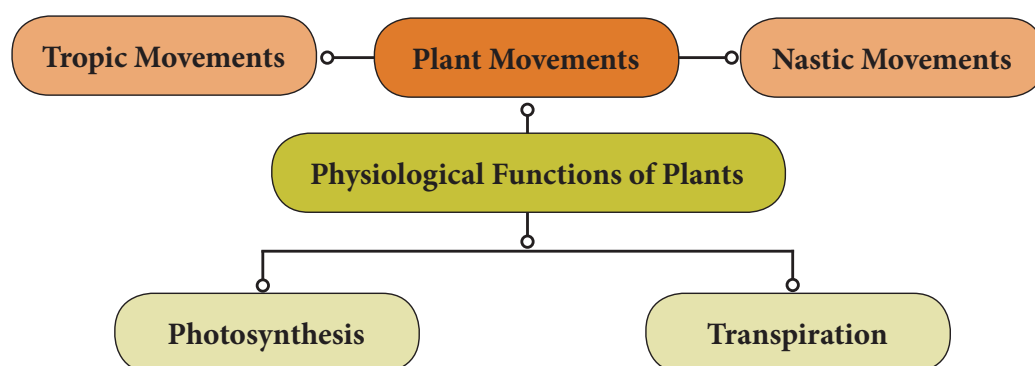 Tropic Movements
Plant Movements
Nastic Movements
Physiological Functions of Plants
Photosynthesis
Transpiration